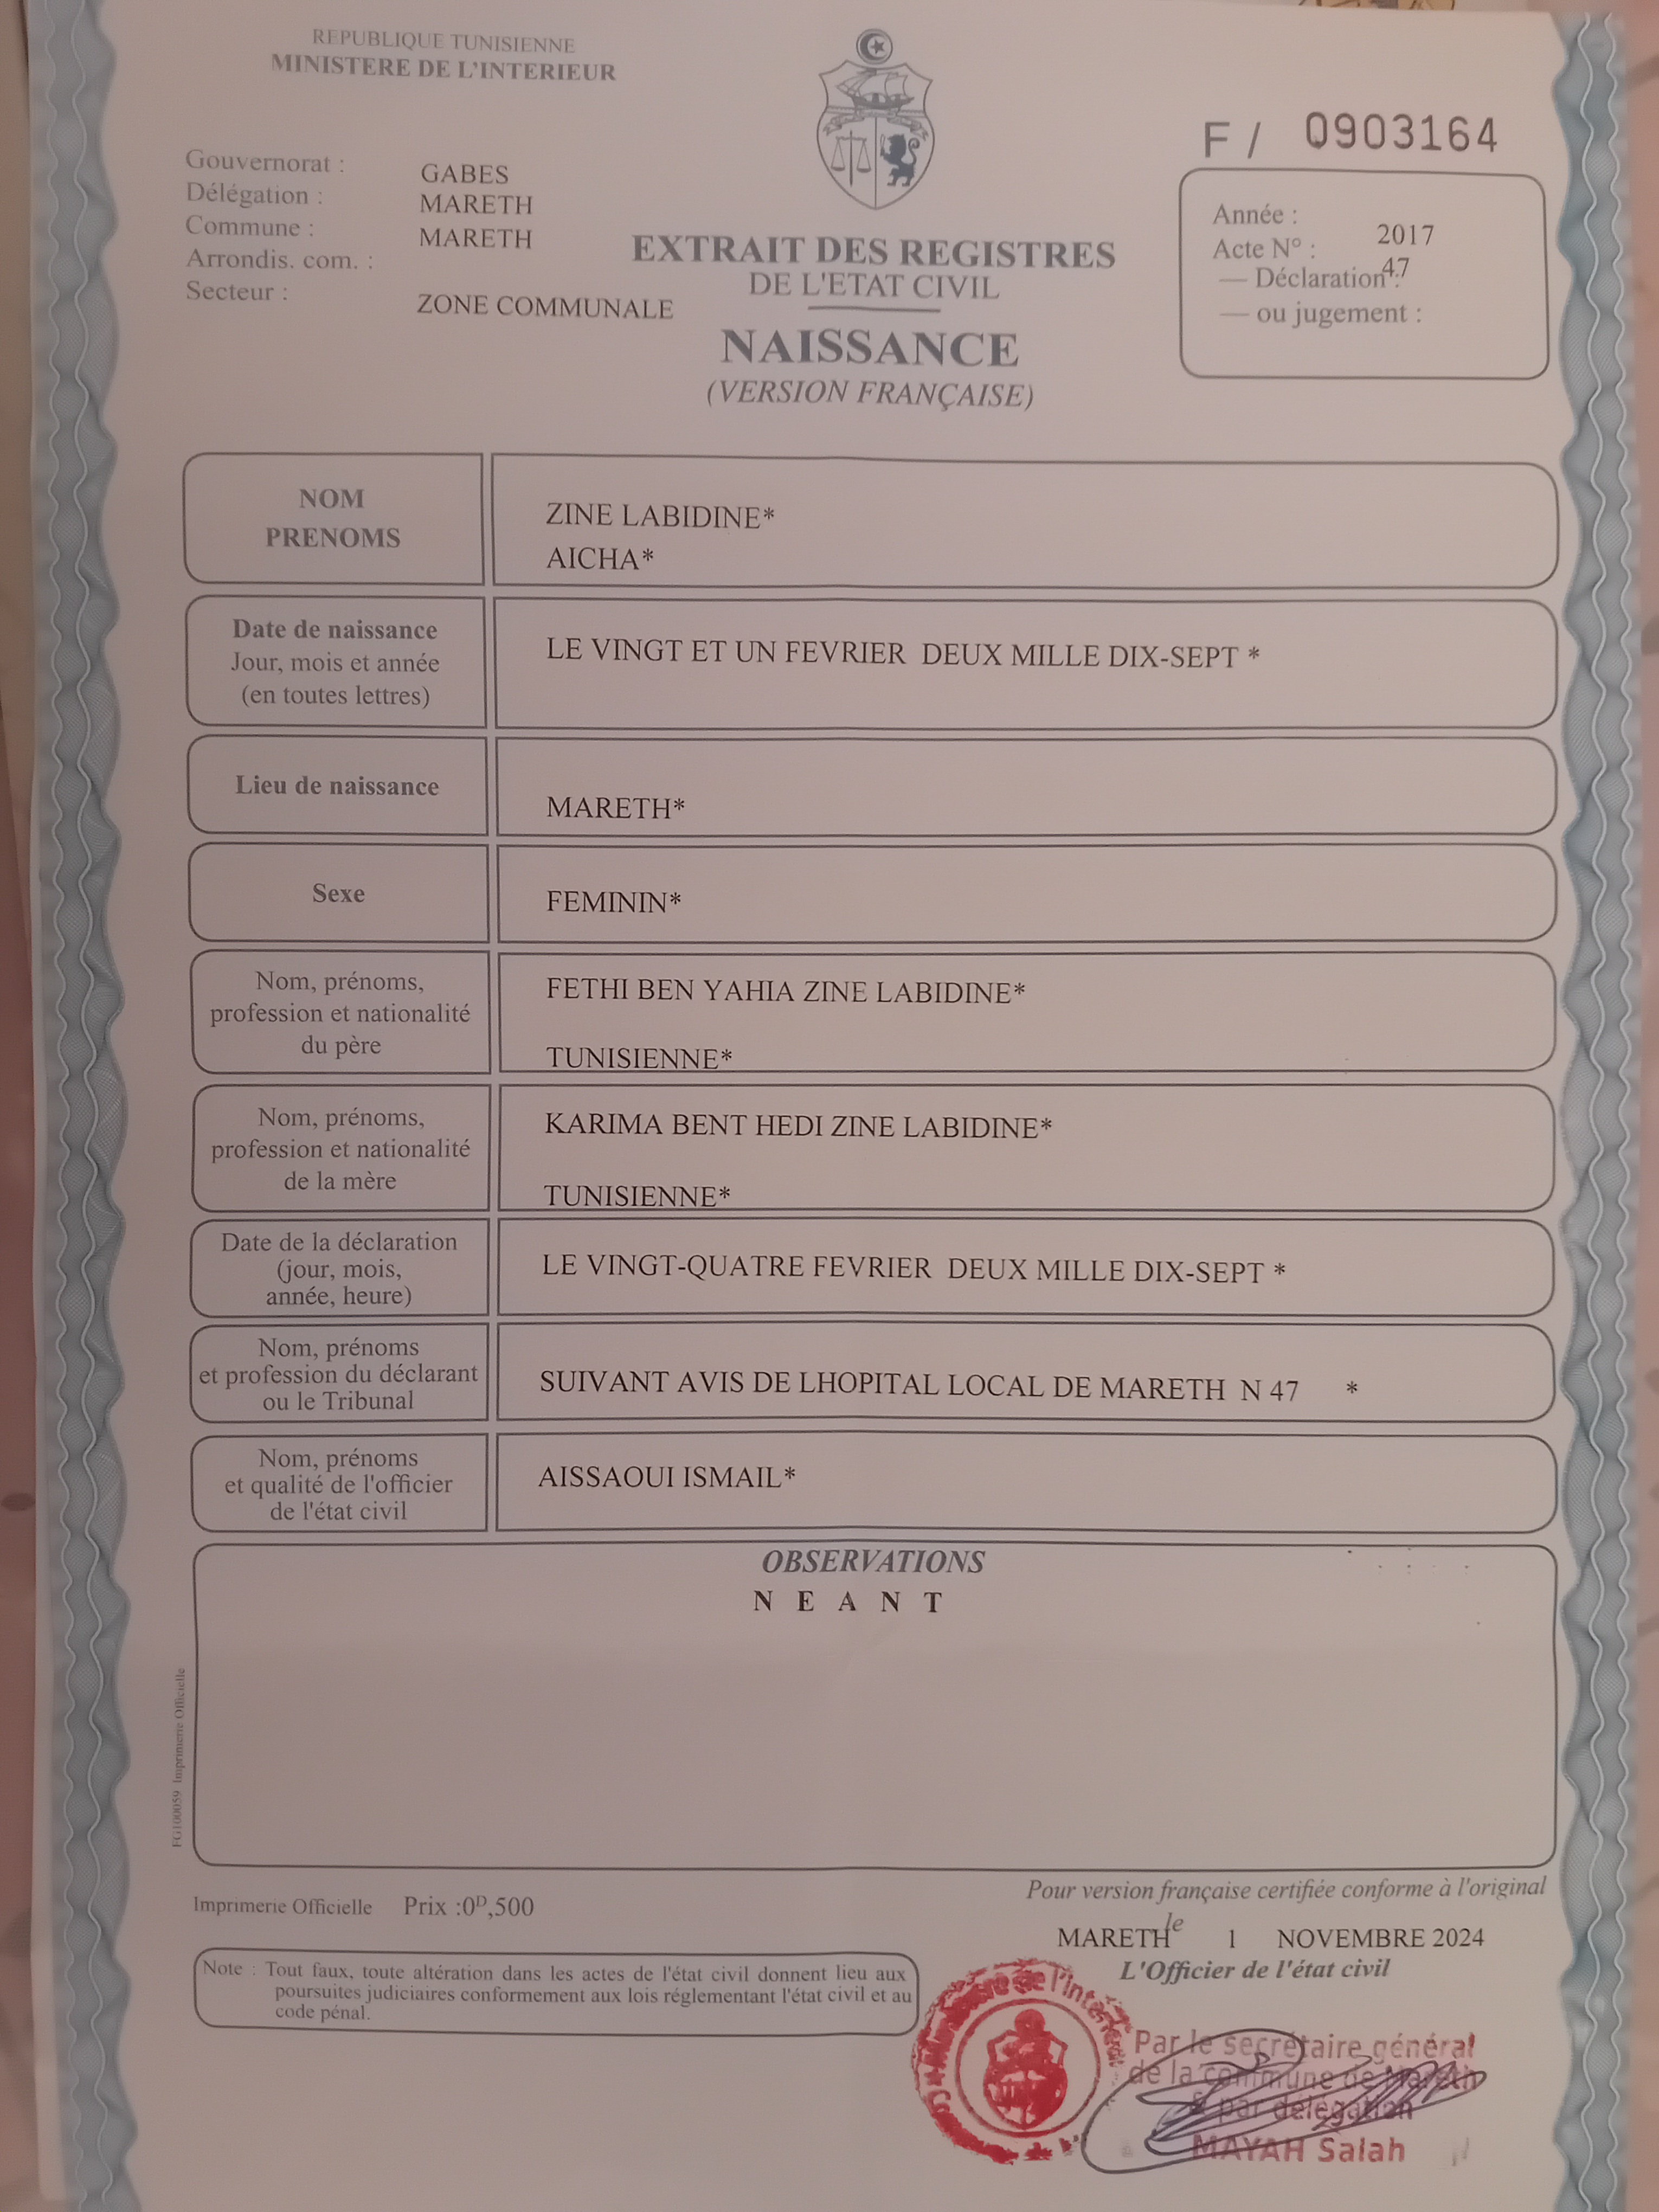 REPUBLIQUE TUNISIENNE
MINISTERE DE L'INTERIEUR
F / 0903164
Gouvernorat : GABES
Délégation : MARETH
Commune : MARETH
Arrondis. com. :
Secteur : ZONE COMMUNALE
EXTRAIT DES REGISTRES
DE L'ETAT CIVIL
NAISSANCE
(VERSION FRANÇAISE)
Année : 2017
Acte N° :
— Déclaration : 47
— ou jugement :
NOM
PRENOMS
ZINE LABIDINE*
AICHA*
Date de naissance
Jour, mois et année
(en toutes lettres)
LE VINGT ET UN FEVRIER DEUX MILLE DIX-SEPT *
Lieu de naissance
MARETH*
Sexe
FEMININ*
Nom, prénoms,
profession et nationalité
du père
FETHI BEN YAHIA ZINE LABIDINE*
TUNISIENNE*
Nom, prénoms,
profession et nationalité
de la mère
KARIMA BENT HEDI ZINE LABIDINE*
TUNISIENNE*
Date de la déclaration
(jour, mois,
année, heure)
LE VINGT-QUATRE FEVRIER DEUX MILLE DIX-SEPT *
Nom, prénoms
et profession du déclarant
ou le Tribunal
SUIVANT AVIS DE LHOPITAL LOCAL DE MARETH N 47 *
Nom, prénoms
et qualité de l'officier
de l'état civil
AISSAOUI ISMAIL*
OBSERVATIONS
N E A N T
FG100059 Imprimerie Officielle
Imprimerie Officielle Prix :0ᴰ,500
Pour version française certifiée conforme à l'original
MARETH le 1 NOVEMBRE 2024
L'Officier de l'état civil
Note : Tout faux, toute altération dans les actes de l'état civil donnent lieu aux
poursuites judiciaires conformement aux lois réglementant l'état civil et au
code pénal.
Ministère de l'Intérieur
Par le secrétaire général
de la commune de Mareth
& par délégation
MAYAH Salah